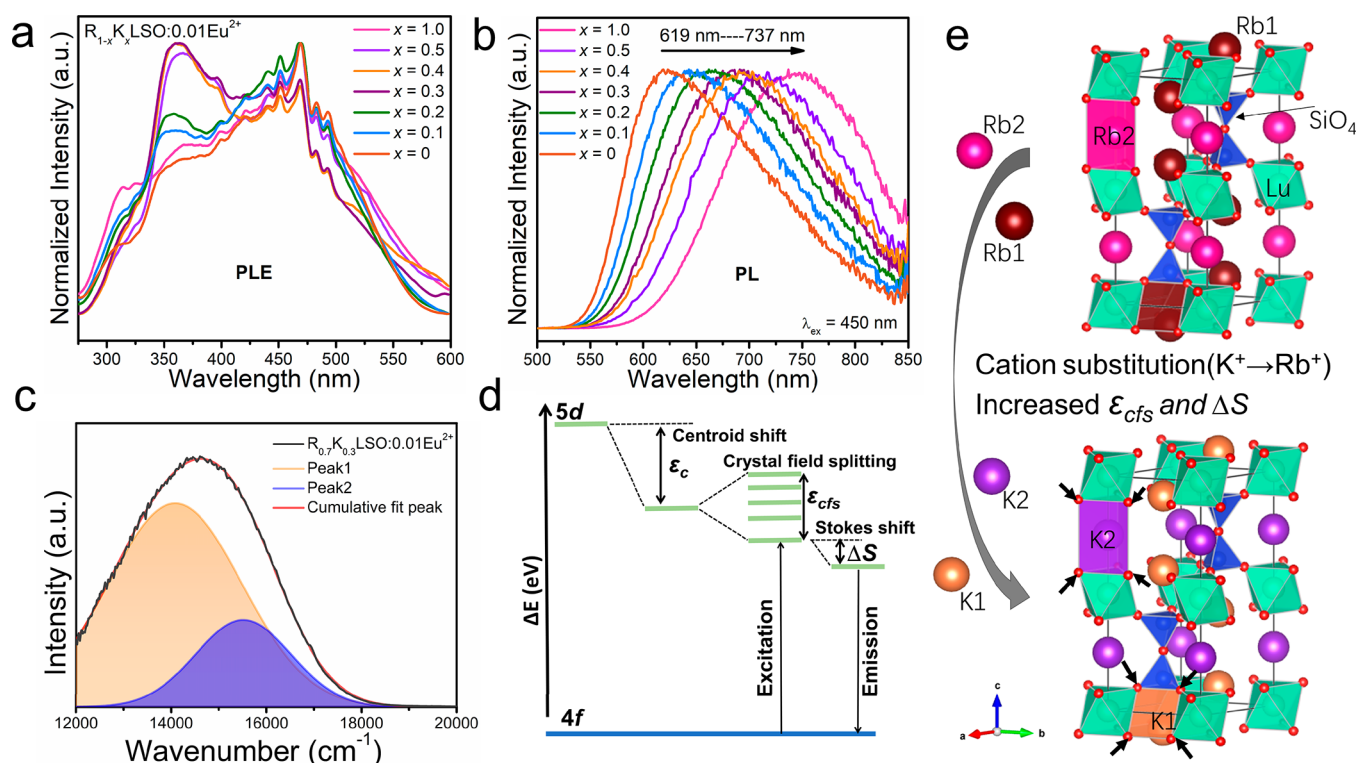 a
R₁₋ₓKₓLSO:0.01Eu²⁺
x = 1.0
x = 0.5
x = 0.4
x = 0.3
x = 0.2
x = 0.1
x = 0
PLE
Normalized Intensity (a.u.)
300 350 400 450 500 550 600
Wavelength (nm)
b
619 nm----737 nm
x = 1.0
x = 0.5
x = 0.4
x = 0.3
x = 0.2
x = 0.1
x = 0
PL
λex = 450 nm
Normalized Intensity (a.u.)
500 550 600 650 700 750 800 850
Wavelength (nm)
c
R₀.₇K₀.₃LSO:0.01Eu²⁺
Peak1
Peak2
Cumulative fit peak
Intensity (a.u.)
12000 14000 16000 18000 20000
Wavenumber (cm⁻¹)
d
5d
Centroid shift
εc
Crystal field splitting
εcfs
Stokes shift
ΔS
ΔE (eV)
Excitation
Emission
4f
e
Rb1
SiO₄
Rb2
Rb2
Lu
Rb1
Cation substitution(K⁺→Rb⁺)
Increased εcfs and ΔS
K2
K2
K1
K1
c
a
b